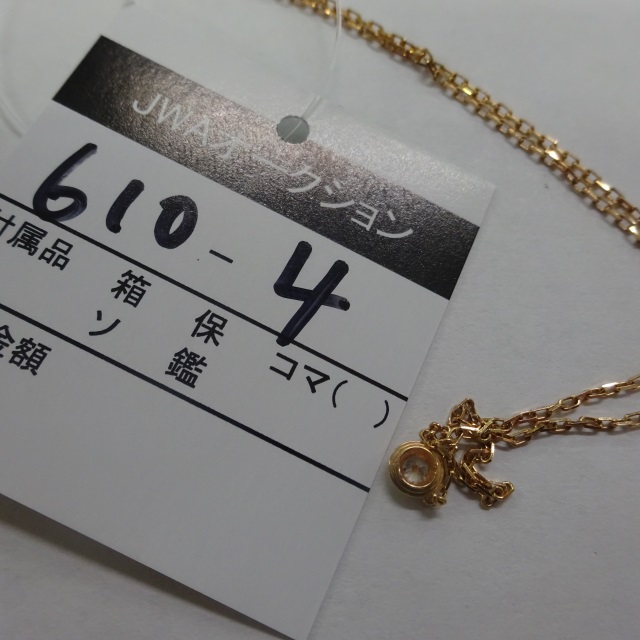 JWAオークション
610-4
付属品 箱 保 コマ( )
ソ 鑑
金額